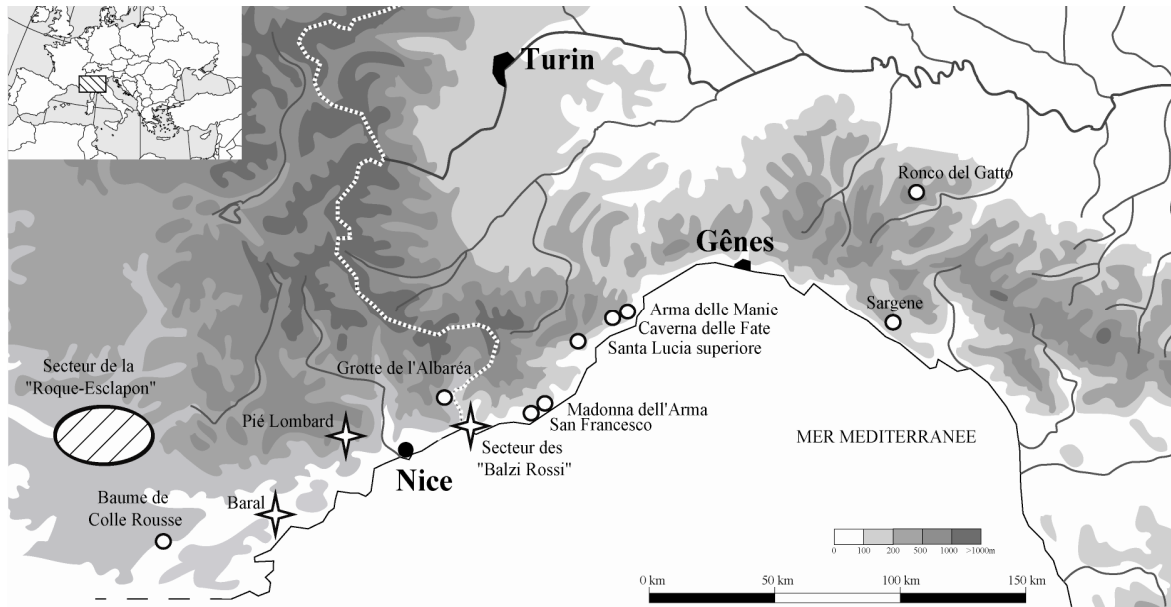 Turin
Ronco del Gatto
Gênes
Sargene
Arma delle Manie
Caverna delle Fate
Santa Lucia superiore
Secteur de la
"Roque-Esclapon"
Grotte de l'Albaréa
Pié Lombard
Madonna dell'Arma
San Francesco
MER MEDITERRANEE
Secteur des
"Balzi Rossi"
Nice
Baume de
Colle Rousse
Baral
0 100 200 500 1000 >1000m
0 km 50 km 100 km 150 km